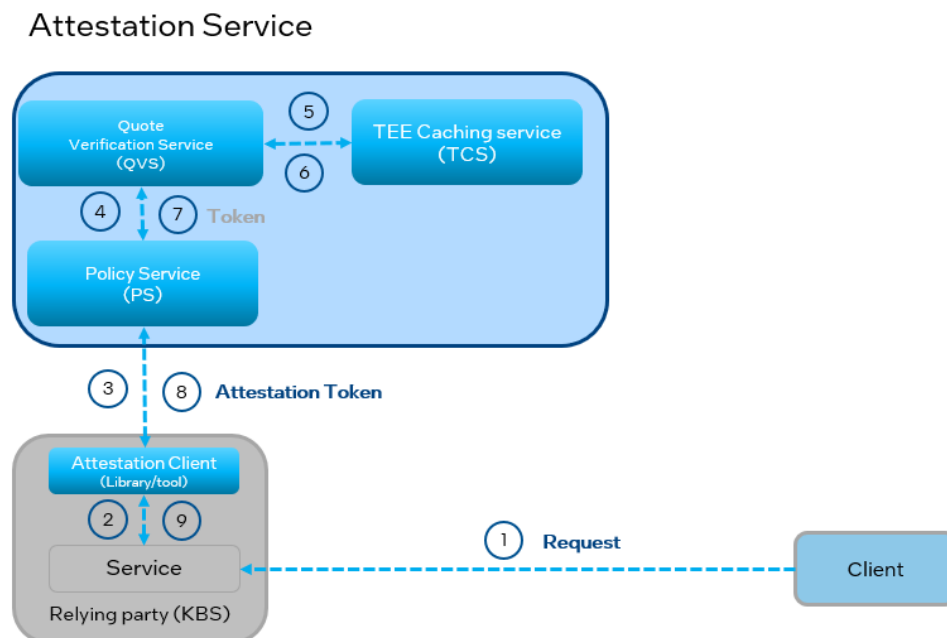 Attestation Service
Quote
Verification Service
(QVS)
5
6
TEE Caching service
(TCS)
4
7
Token
Policy Service
(PS)
3
8
Attestation Token
Attestation Client
(Library/tool)
2
9
Service
Relying party (KBS)
1
Request
Client